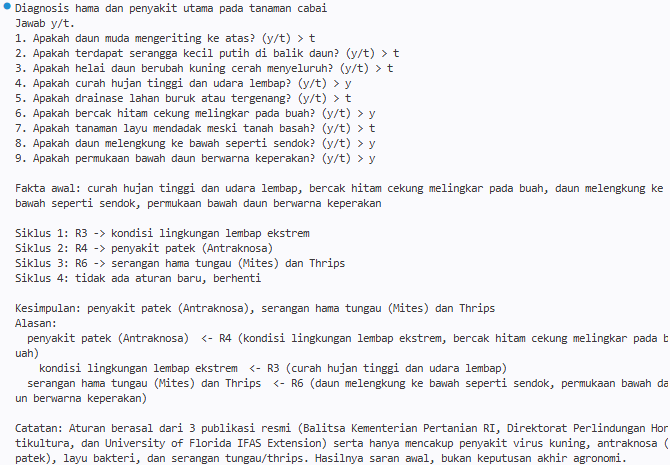 Diagnosis hama dan penyakit utama pada tanaman cabai
Jawab y/t.
1. Apakah daun muda mengeriting ke atas? (y/t) > t
2. Apakah terdapat serangga kecil putih di balik daun? (y/t) > t
3. Apakah helai daun berubah kuning cerah menyeluruh? (y/t) > t
4. Apakah curah hujan tinggi dan udara lembap? (y/t) > y
5. Apakah drainase lahan buruk atau tergenang? (y/t) > t
6. Apakah bercak hitam cekung melingkar pada buah? (y/t) > y
7. Apakah tanaman layu mendadak meski tanah basah? (y/t) > t
8. Apakah daun melengkung ke bawah seperti sendok? (y/t) > y
9. Apakah permukaan bawah daun berwarna keperakan? (y/t) > y
Fakta awal: curah hujan tinggi dan udara lembap, bercak hitam cekung melingkar pada buah, daun melengkung ke
bawah seperti sendok, permukaan bawah daun berwarna keperakan
Siklus 1: R3 -> kondisi lingkungan lembap ekstrem
Siklus 2: R4 -> penyakit patek (Antraknosa)
Siklus 3: R6 -> serangan hama tungau (Mites) dan Thrips
Siklus 4: tidak ada aturan baru, berhenti
Kesimpulan: penyakit patek (Antraknosa), serangan hama tungau (Mites) dan Thrips
Alasan:
penyakit patek (Antraknosa) <- R4 (kondisi lingkungan lembap ekstrem, bercak hitam cekung melingkar pada b
uah)
kondisi lingkungan lembap ekstrem <- R3 (curah hujan tinggi dan udara lembap)
serangan hama tungau (Mites) dan Thrips <- R6 (daun melengkung ke bawah seperti sendok, permukaan bawah da
un berwarna keperakan)
Catatan: Aturan berasal dari 3 publikasi resmi (Balitsa Kementerian Pertanian RI, Direktorat Perlindungan Hor
tikultura, dan University of Florida IFAS Extension) serta hanya mencakup penyakit virus kuning, antraknosa (
patek), layu bakteri, dan serangan tungau/thrips. Hasilnya saran awal, bukan keputusan akhir agronomi.